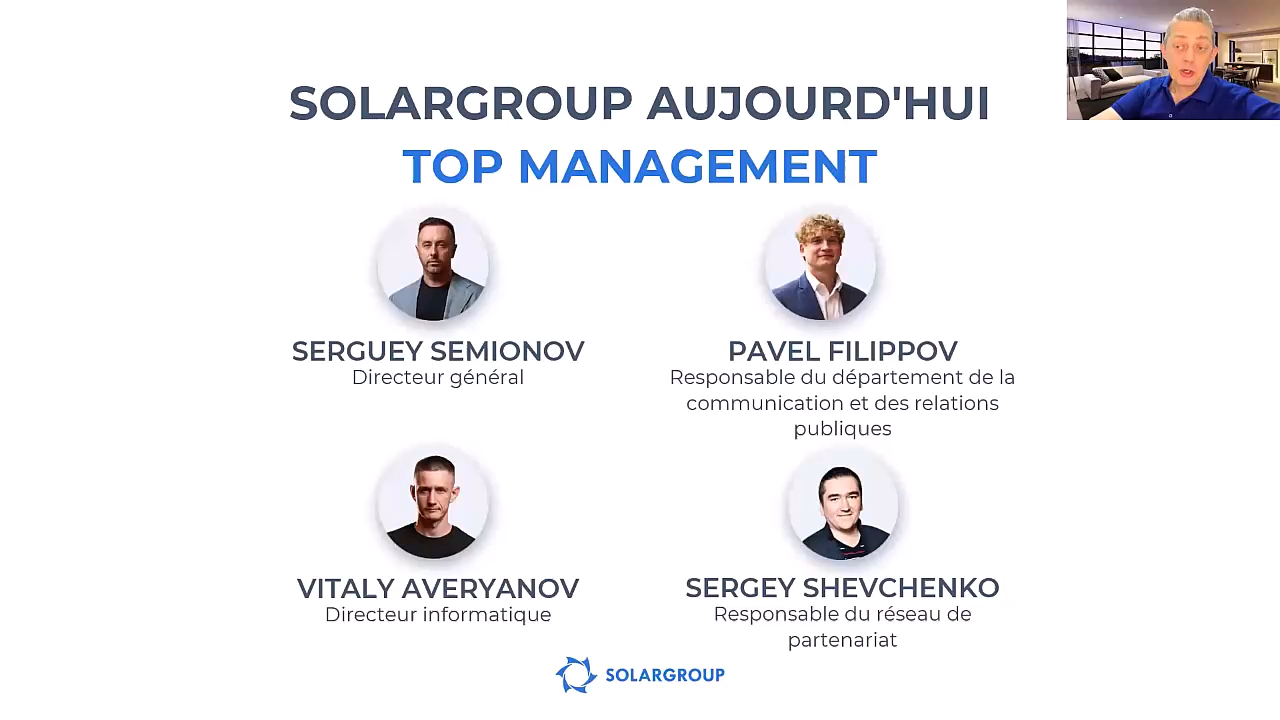 SOLARGROUP AUJOURD'HUI
TOP MANAGEMENT
SERGUEY SEMIONOV
Directeur général
PAVEL FILIPPOV
Responsable du département de la
communication et des relations
publiques
VITALY AVERYANOV
Directeur informatique
SERGEY SHEVCHENKO
Responsable du réseau de
partenariat
SOLARGROUP